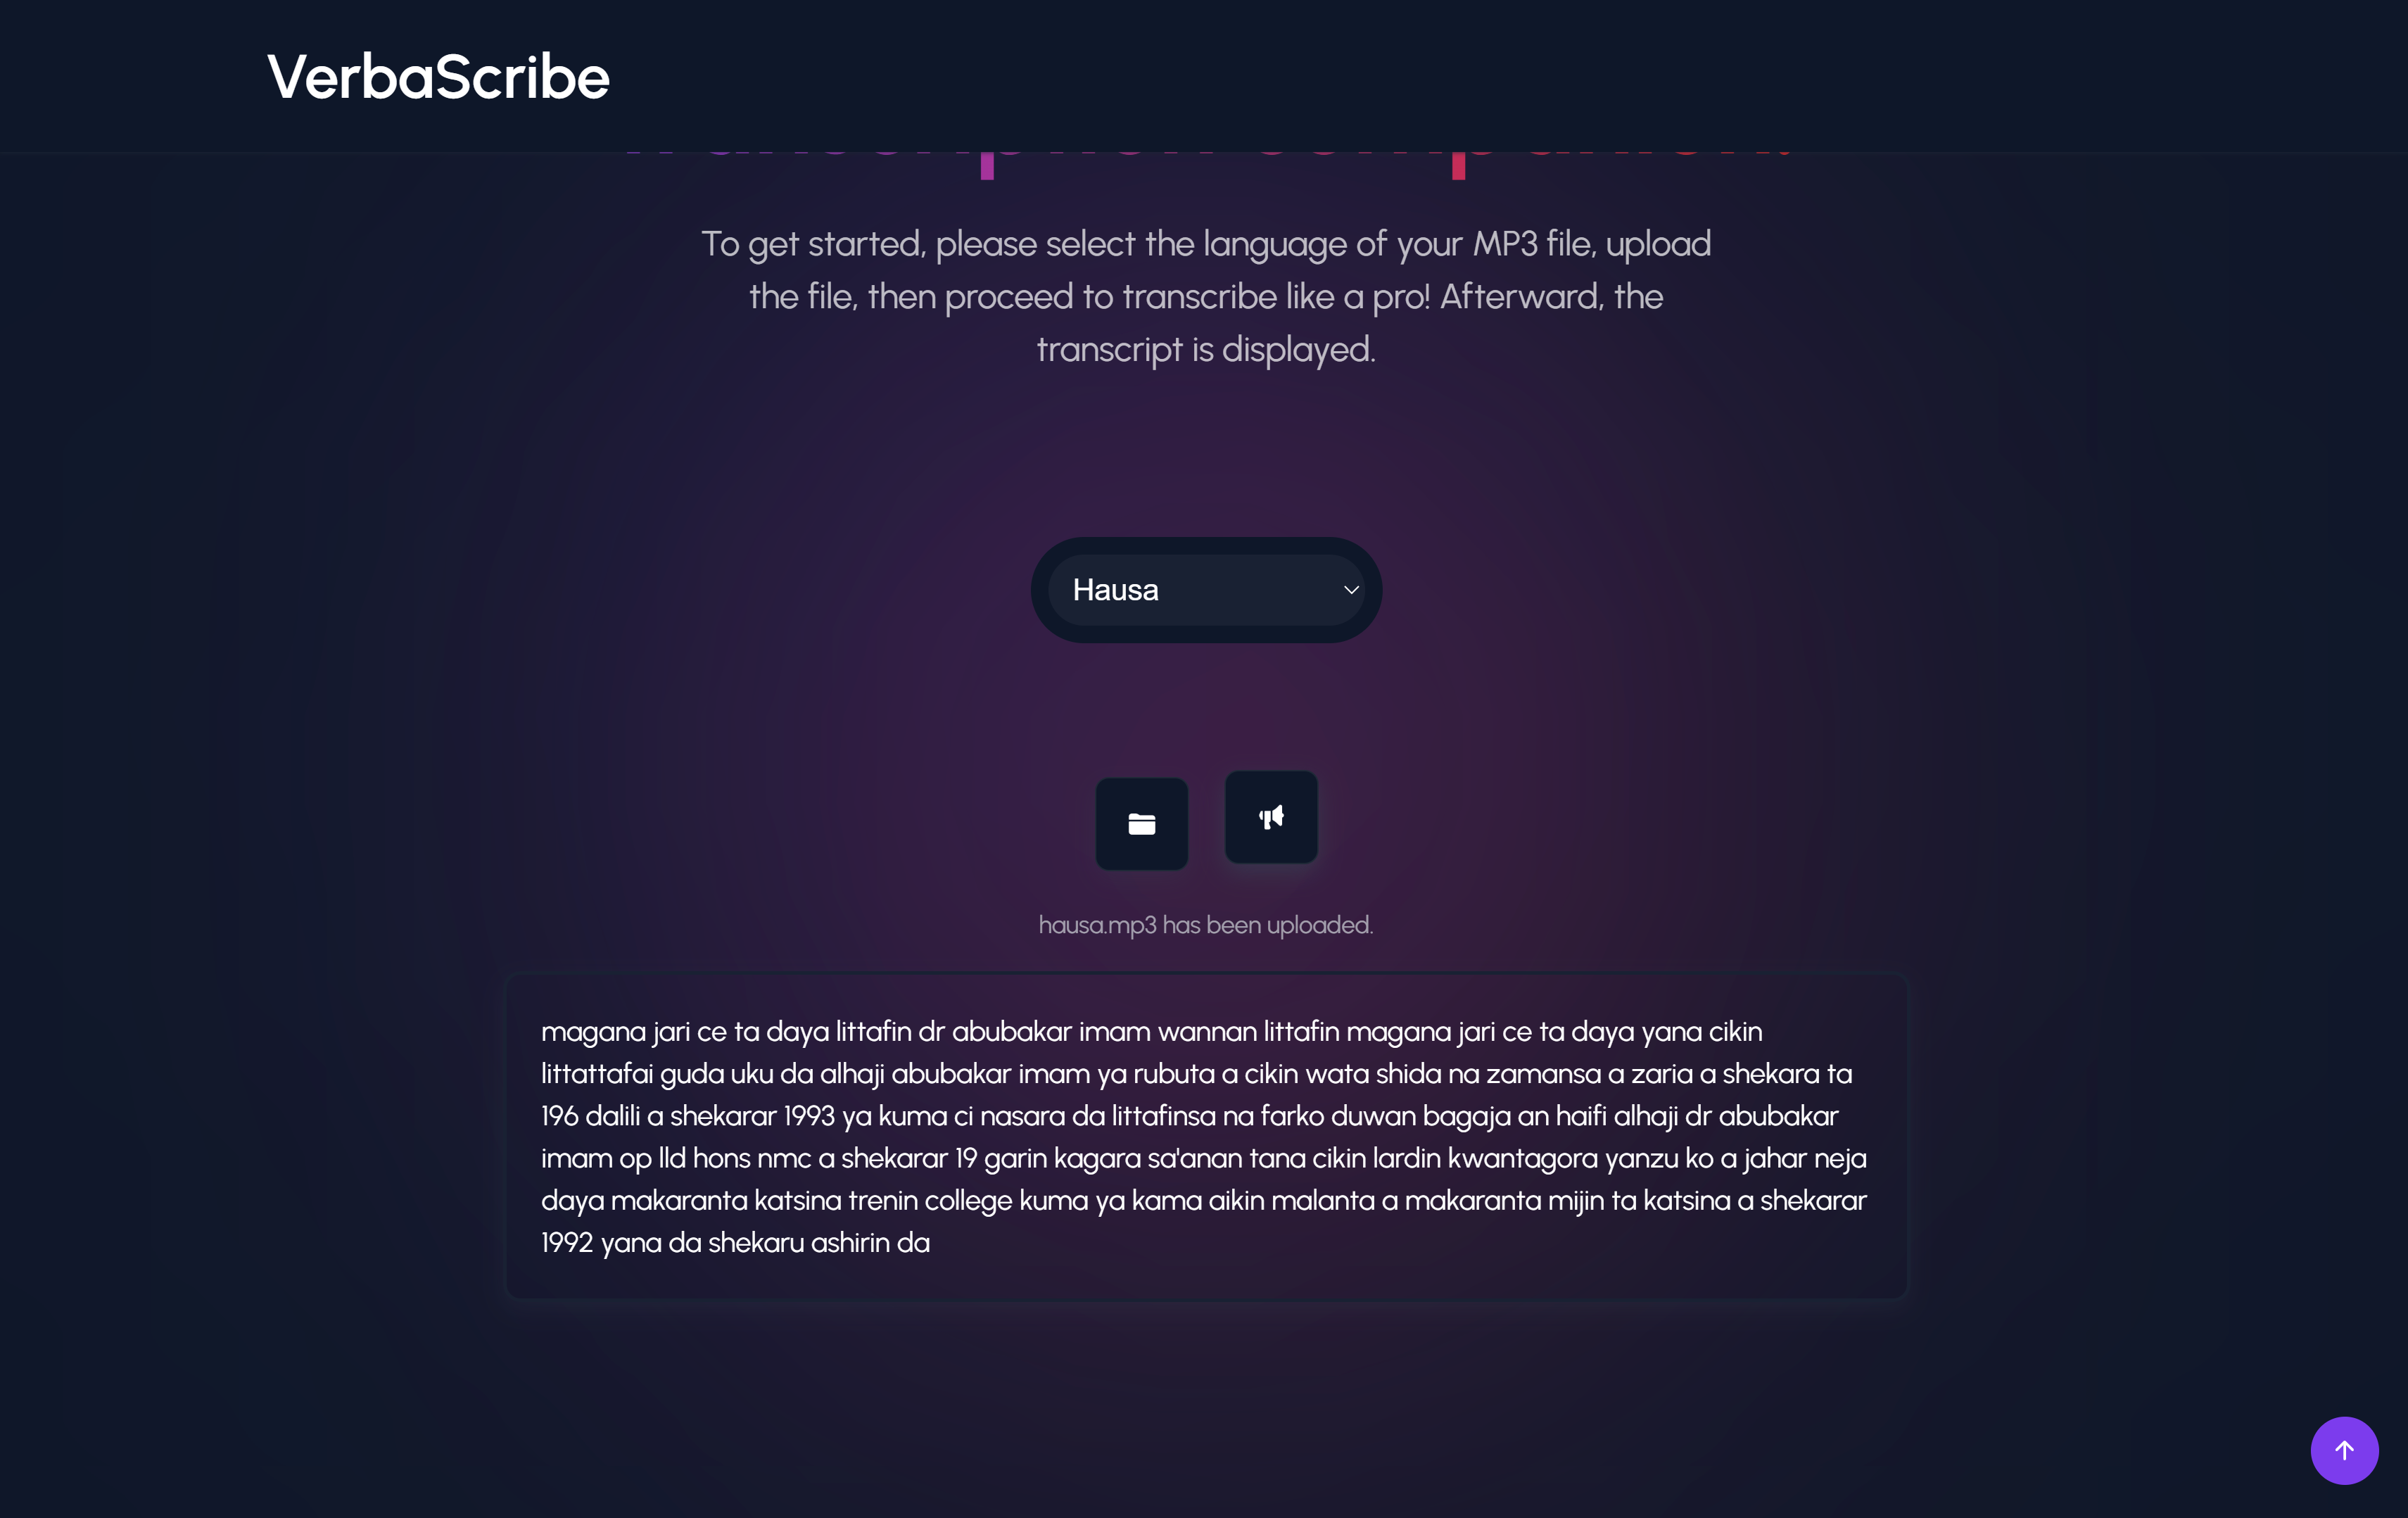 VerbaScribe
To get started, please select the language of your MP3 file, upload
the file, then proceed to transcribe like a pro! Afterward, the
transcript is displayed.
Hausa
hausa.mp3 has been uploaded.
magana jari ce ta daya littafin dr abubakar imam wannan littafin magana jari ce ta daya yana cikin
littattafai guda uku da alhaji abubakar imam ya rubuta a cikin wata shida na zamansa a zaria a shekara ta
196 dalili a shekarar 1993 ya kuma ci nasara da littafinsa na farko duwan bagaja an haifi alhaji dr abubakar
imam op lld hons nmc a shekarar 19 garin kagara sa'anan tana cikin lardin kwantagora yanzu ko a jahar neja
daya makaranta katsina trenin college kuma ya kama aikin malanta a makaranta mijin ta katsina a shekarar
1992 yana da shekaru ashirin da